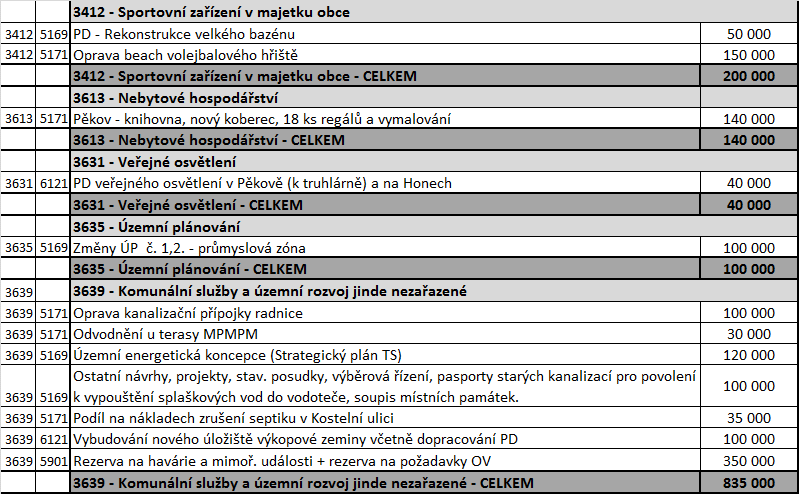 3412 - Sportovní zařízení v majetku obce
3412 5169 PD - Rekonstrukce velkého bazénu 50 000
3412 5171 Oprava beach volejbalového hřiště 150 000
3412 - Sportovní zařízení v majetku obce - CELKEM 200 000
3613 - Nebytové hospodářství
3613 5171 Pěkov - knihovna, nový koberec, 18 ks regálů a vymalování 140 000
3613 - Nebytové hospodářství - CELKEM 140 000
3631 - Veřejné osvětlení
3631 6121 PD veřejného osvětlení v Pěkově (k truhlárně) a na Honech 40 000
3631 - Veřejné osvětlení - CELKEM 40 000
3635 - Územní plánování
3635 5169 Změny ÚP č. 1,2. - průmyslová zóna 100 000
3635 - Územní plánování - CELKEM 100 000
3639 3639 - Komunální služby a územní rozvoj jinde nezařazené
3639 5171 Oprava kanalizační přípojky radnice 100 000
3639 5171 Odvodnění u terasy MPMPM 30 000
3639 5169 Územní energetická koncepce (Strategický plán TS) 120 000
Ostatní návrhy, projekty, stav. posudky, výběrová řízení, pasporty starých kanalizací pro povolení
3639 5169 k vypouštění splaškových vod do vodoteče, soupis místních památek. 100 000
3639 5171 Podíl na nákladech zrušení septiku v Kostelní ulici 35 000
3639 6121 Vybudování nového úložiště výkopové zeminy včetně dopracování PD 100 000
3639 5901 Rezerva na havárie a mimoř. události + rezerva na požadavky OV 350 000
3639 - Komunální služby a územní rozvoj jinde nezařazené - CELKEM 835 000